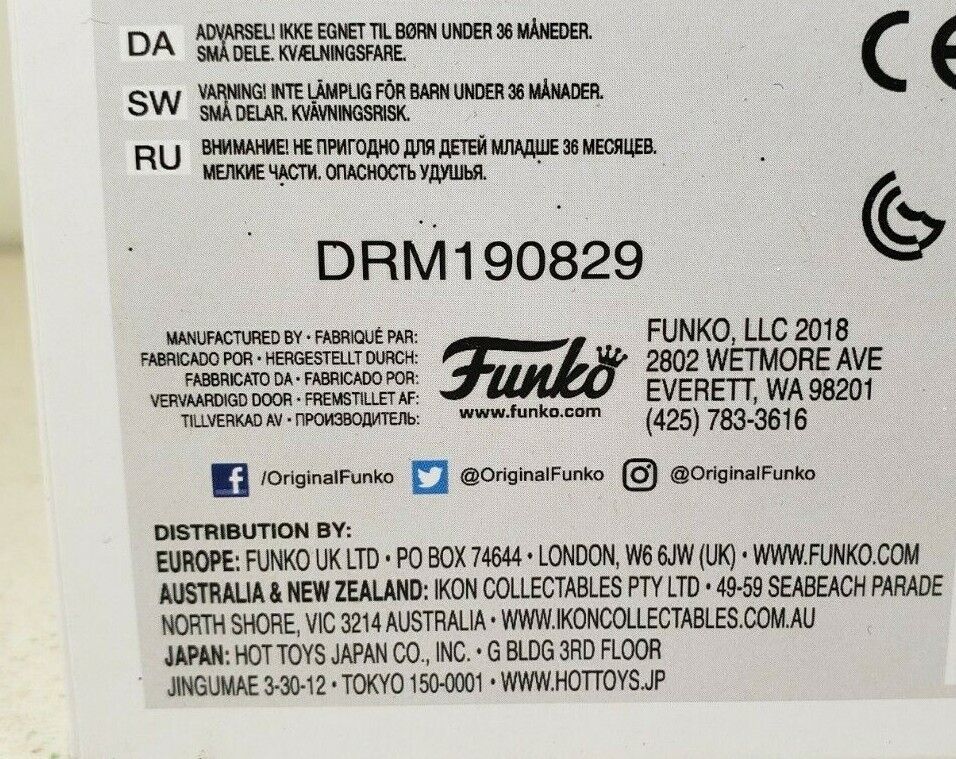 DA ADVARSEL! IKKE EGNET TIL BØRN UNDER 36 MÅNEDER.
SMÅ DELE. KVÆLNINGSFARE.
SW VARNING! INTE LÄMPLIG FÖR BARN UNDER 36 MÅNADER.
SMÅ DELAR. KVÄVNINGSRISK.
RU ВНИМАНИЕ! НЕ ПРИГОДНО ДЛЯ ДЕТЕЙ МЛАДШЕ 36 МЕСЯЦЕВ.
МЕЛКИЕ ЧАСТИ. ОПАСНОСТЬ УДУШЬЯ.
CE
DRM190829
MANUFACTURED BY • FABRIQUÉ PAR:
FABRICADO POR • HERGESTELLT DURCH:
FABBRICATO DA • FABRICADO POR:
VERVAARDIGD DOOR • FREMSTILLET AF:
TILLVERKAD AV • ПРОИЗВОДИТЕЛЬ:
Funko
www.funko.com
FUNKO, LLC 2018
2802 WETMORE AVE
EVERETT, WA 98201
(425) 783-3616
f /OriginalFunko @OriginalFunko @OriginalFunko
DISTRIBUTION BY:
EUROPE: FUNKO UK LTD • PO BOX 74644 • LONDON, W6 6JW (UK) • WWW.FUNKO.COM
AUSTRALIA & NEW ZEALAND: IKON COLLECTABLES PTY LTD • 49-59 SEABEACH PARADE
NORTH SHORE, VIC 3214 AUSTRALIA • WWW.IKONCOLLECTABLES.COM.AU
JAPAN: HOT TOYS JAPAN CO., INC. • G BLDG 3RD FLOOR
JINGUMAE 3-30-12 • TOKYO 150-0001 • WWW.HOTTOYS.JP